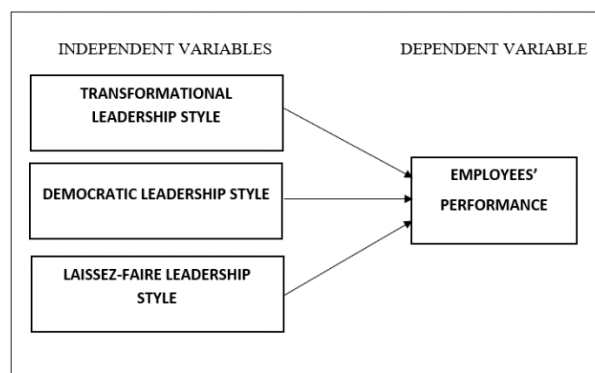 INDEPENDENT VARIABLES
DEPENDENT VARIABLE
TRANSFORMATIONAL
LEADERSHIP STYLE
DEMOCRATIC LEADERSHIP STYLE
LAISSEZ-FAIRE LEADERSHIP
STYLE
EMPLOYEES’
PERFORMANCE